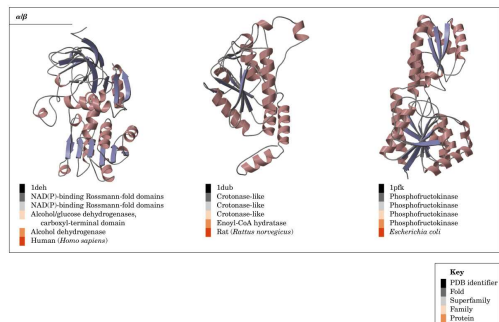 α/β
1deh
NAD(P)-binding Rossmann-fold domains
NAD(P)-binding Rossmann-fold domains
Alcohol/glucose dehydrogenases,
carboxyl-terminal domain
Alcohol dehydrogenase
Human (Homo sapiens)
1dub
Crotonase-like
Crotonase-like
Crotonase-like
Enoyl-CoA hydratase
Rat (Rattus norvegicus)
1pfk
Phosphofructokinase
Phosphofructokinase
Phosphofructokinase
Phosphofructokinase
Escherichia coli
Key
PDB identifier
Fold
Superfamily
Family
Protein